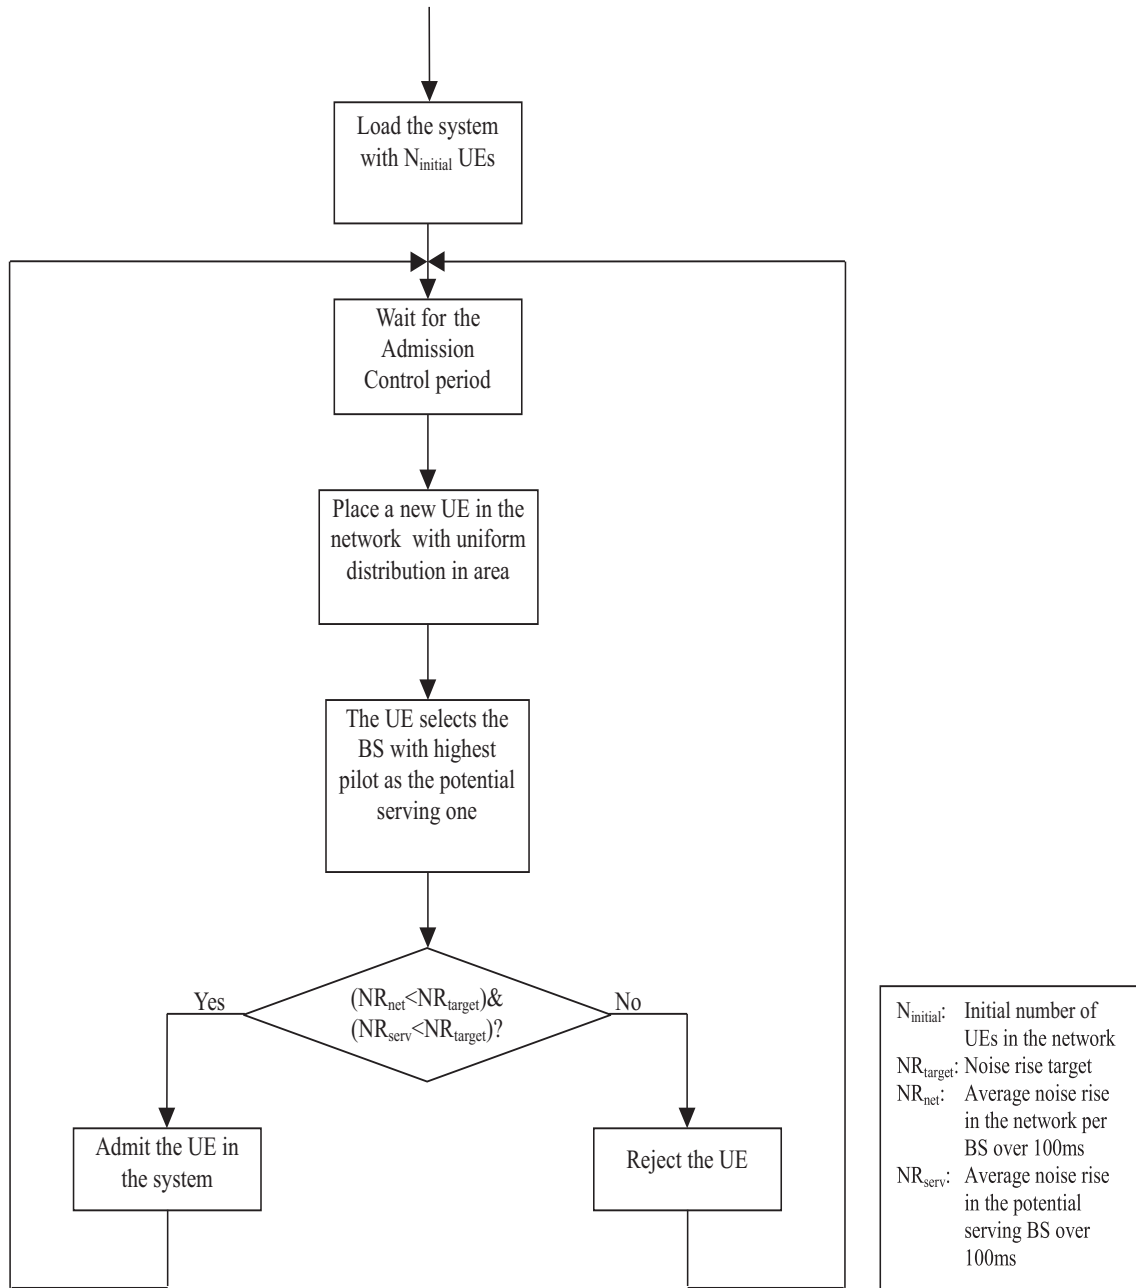 Load the system
with N_initial UEs
Wait for the
Admission
Control period
Place a new UE in the
network with uniform
distribution in area
The UE selects the
BS with highest
pilot as the potential
serving one
Yes
(NR_net<NR_target)&
(NR_serv<NR_target)?
No
Admit the UE in
the system
Reject the UE
N_initial: Initial number of
UEs in the network
NR_target: Noise rise target
NR_net: Average noise rise
in the network per
BS over 100ms
NR_serv: Average noise rise
in the potential
serving BS over
100ms